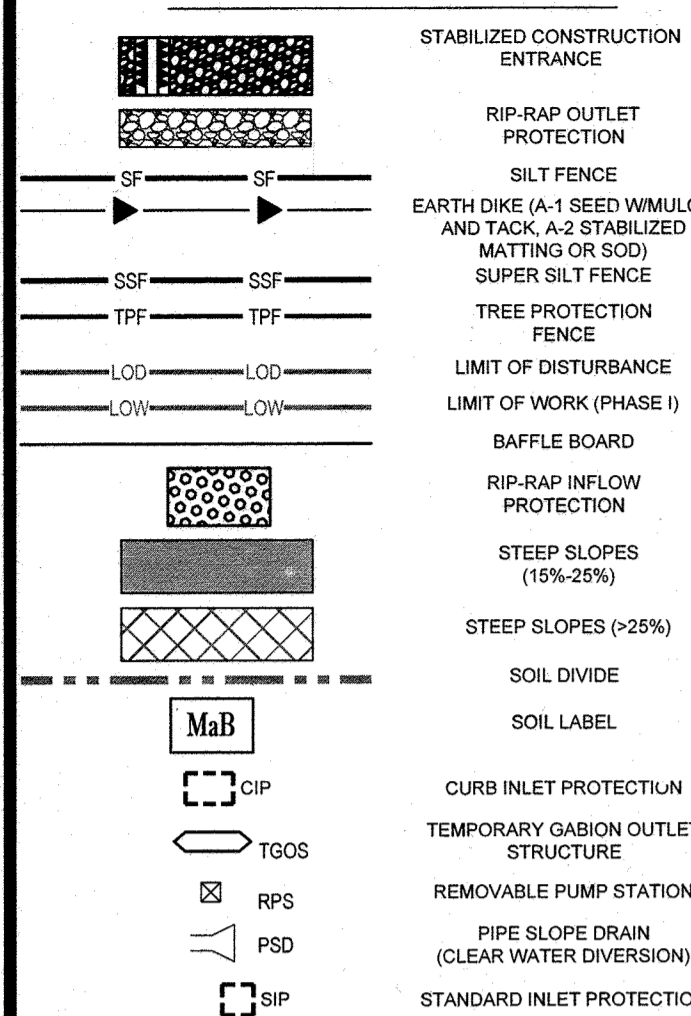 STABILIZED CONSTRUCTION
ENTRANCE
RIP-RAP OUTLET
PROTECTION
SF SF SILT FENCE
EARTH DIKE (A-1 SEED W/MULC
AND TACK, A-2 STABILIZED
MATTING OR SOD)
SSF SSF SUPER SILT FENCE
TPF TPF TREE PROTECTION
FENCE
LOD LOD LIMIT OF DISTURBANCE
LOW LOW LIMIT OF WORK (PHASE I)
BAFFLE BOARD
RIP-RAP INFLOW
PROTECTION
STEEP SLOPES
(15%-25%)
STEEP SLOPES (>25%)
SOIL DIVIDE
MaB SOIL LABEL
CIP CURB INLET PROTECTION
TGOS TEMPORARY GABION OUTLET
STRUCTURE
RPS REMOVABLE PUMP STATION
PSD PIPE SLOPE DRAIN
(CLEAR WATER DIVERSION)
SIP STANDARD INLET PROTECTIO